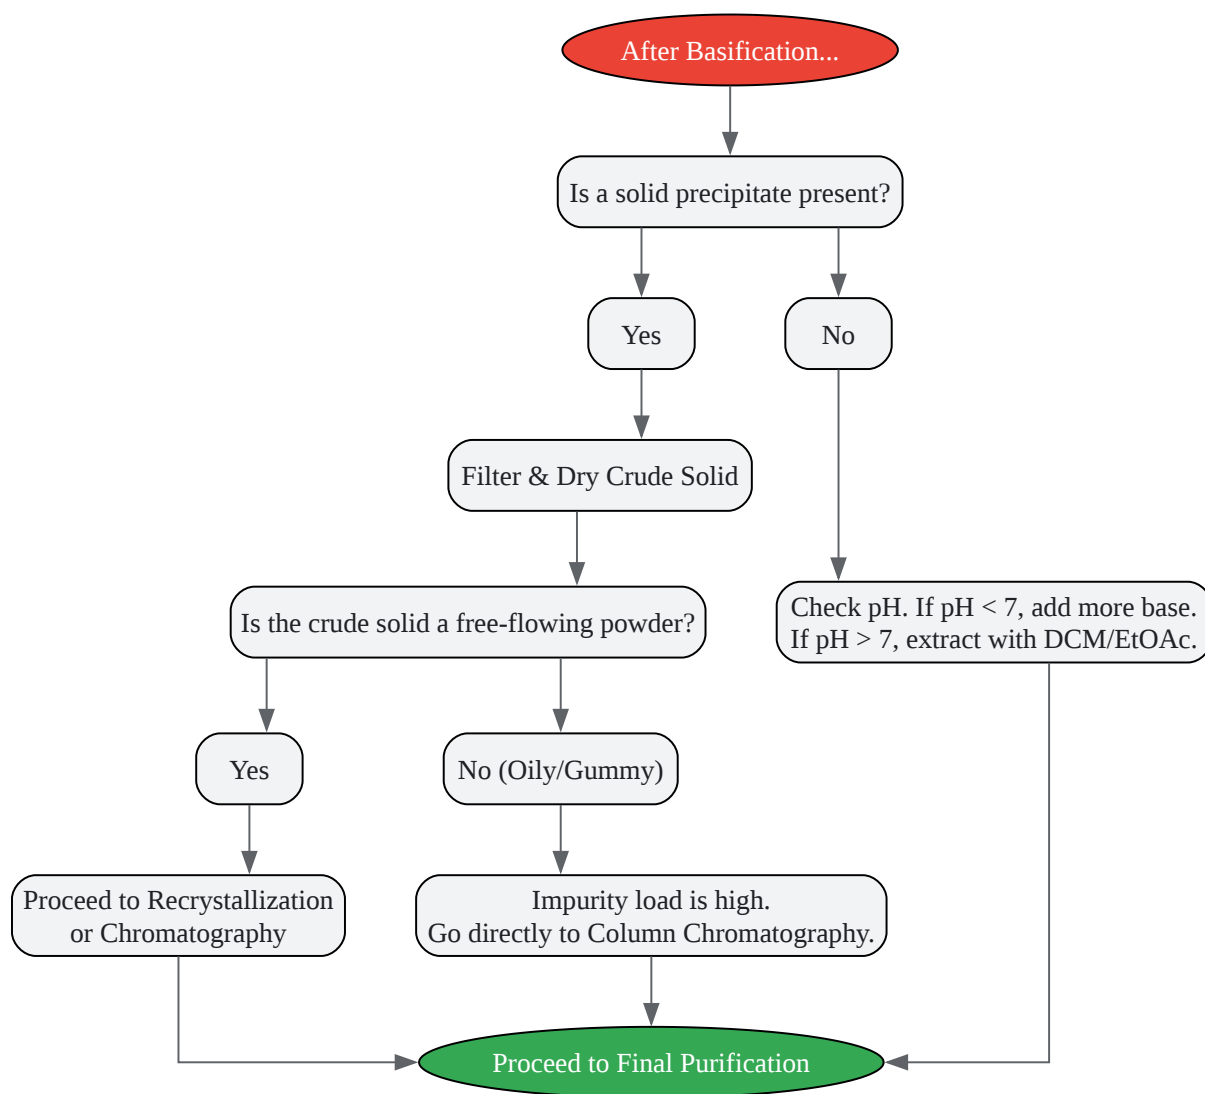 After Basification...
Is a solid precipitate present?
Yes
No
Filter & Dry Crude Solid
Check pH. If pH < 7, add more base.
If pH > 7, extract with DCM/EtOAc.
Is the crude solid a free-flowing powder?
Yes
No (Oily/Gummy)
Proceed to Recrystallization
or Chromatography
Impurity load is high.
Go directly to Column Chromatography.
Proceed to Final Purification